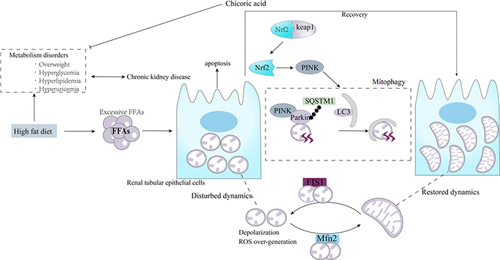 Chicoric acid
Recovery
Nrf2
keap1
Metabolism disorders
· Overweight
· Hyperglycemia
· Hyperlipidemia
· Hyperuricemia
Chronic kidney disease
apoptosis
Nrf2
PINK
Mitophagy
SQSTM1
PINK
Parkin
LC3
High fat diet
Excessive FFAs
FFAs
Renal tubular epithelial cells
Disturbed dynamics
FIS1
Restored dynamics
Depolarization
ROS over-generation
Mfn2